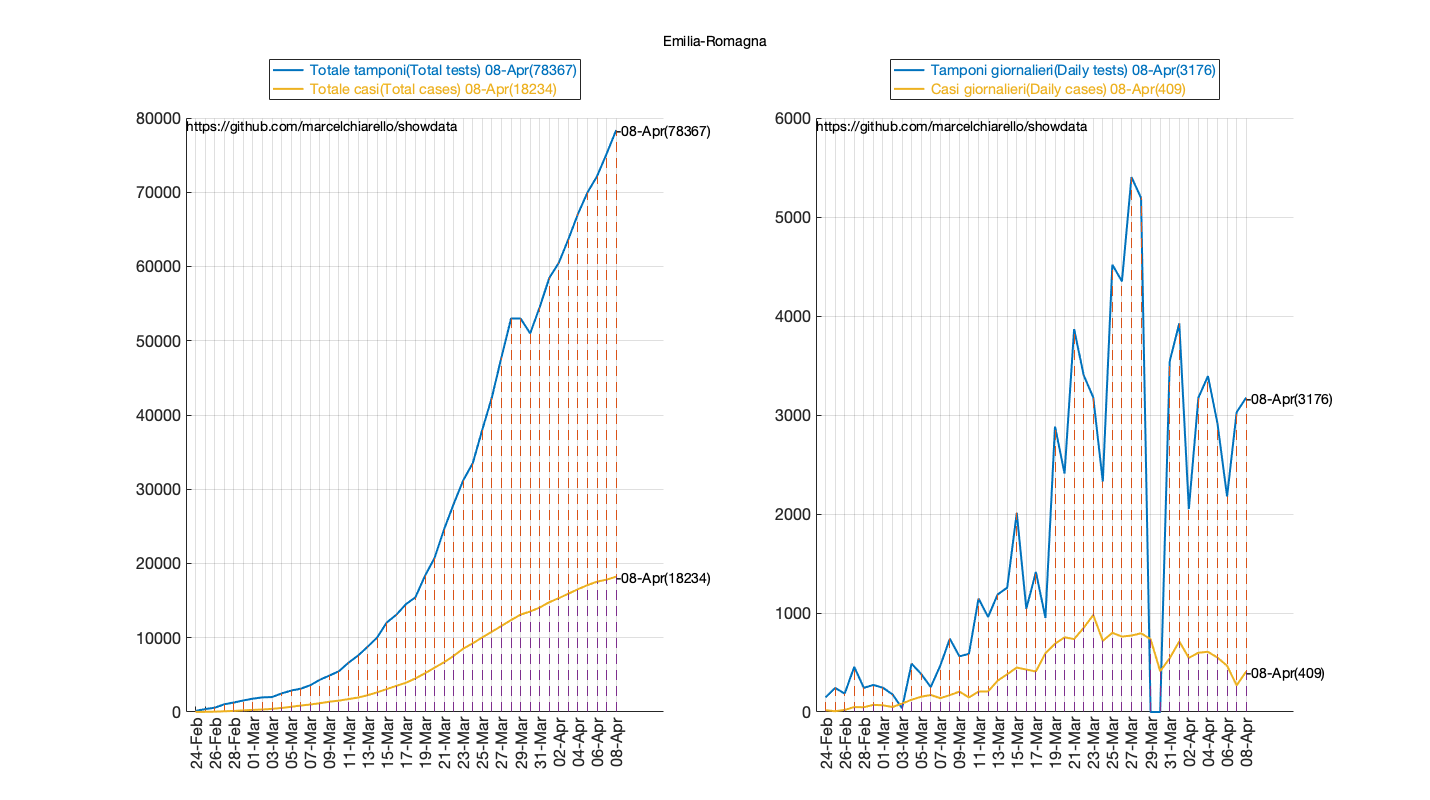 Emilia-Romagna
Totale tamponi(Total tests) 08-Apr(78367)
Totale casi(Total cases) 08-Apr(18234)
https://github.com/marcelchiarello/showdata
80000
70000
60000
50000
40000
30000
20000
10000
0
08-Apr(78367)
08-Apr(18234)
24-Feb
26-Feb
28-Feb
01-Mar
03-Mar
05-Mar
07-Mar
09-Mar
11-Mar
13-Mar
15-Mar
17-Mar
19-Mar
21-Mar
23-Mar
25-Mar
27-Mar
29-Mar
31-Mar
02-Apr
04-Apr
06-Apr
08-Apr
Tamponi giornalieri(Daily tests) 08-Apr(3176)
Casi giornalieri(Daily cases) 08-Apr(409)
https://github.com/marcelchiarello/showdata
6000
5000
4000
3000
2000
1000
0
08-Apr(3176)
08-Apr(409)
24-Feb
26-Feb
28-Feb
01-Mar
03-Mar
05-Mar
07-Mar
09-Mar
11-Mar
13-Mar
15-Mar
17-Mar
19-Mar
21-Mar
23-Mar
25-Mar
27-Mar
29-Mar
31-Mar
02-Apr
04-Apr
06-Apr
08-Apr